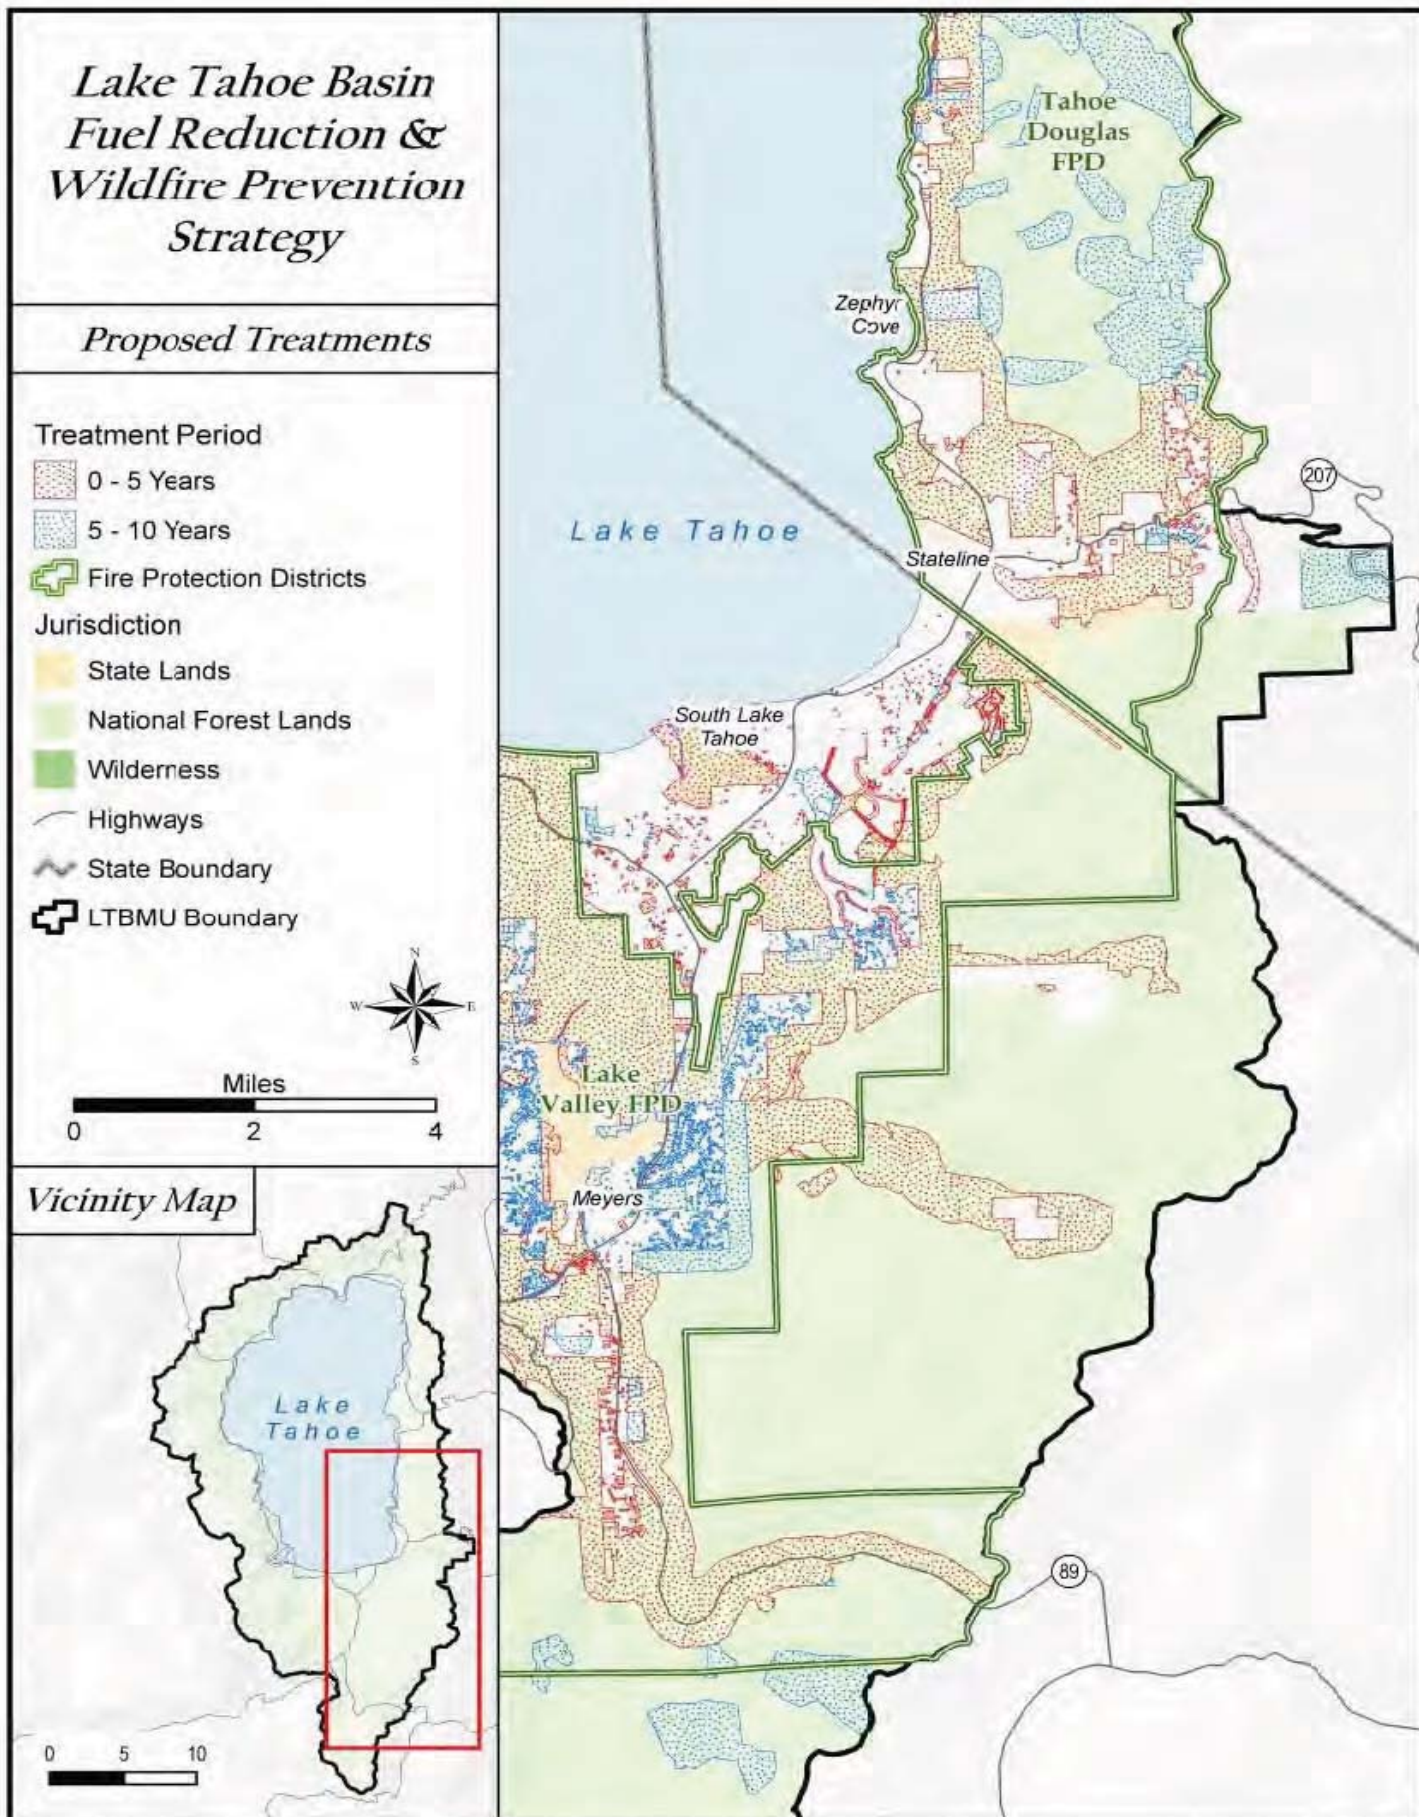 Lake Tahoe Basin
Fuel Reduction &
Wildfire Prevention
Strategy
Proposed Treatments
Treatment Period
0 - 5 Years
5 - 10 Years
Fire Protection Districts
Jurisdiction
State Lands
National Forest Lands
Wilderness
Highways
State Boundary
LTBMU Boundary
N
W
E
S
Miles
0
2
4
Vicinity Map
Lake
Tahoe
0
5
10
Tahoe
Douglas
FPD
Zephyr
Cove
207
Lake Tahoe
Stateline
South Lake
Tahoe
Lake
Valley FPD
Meyers
89